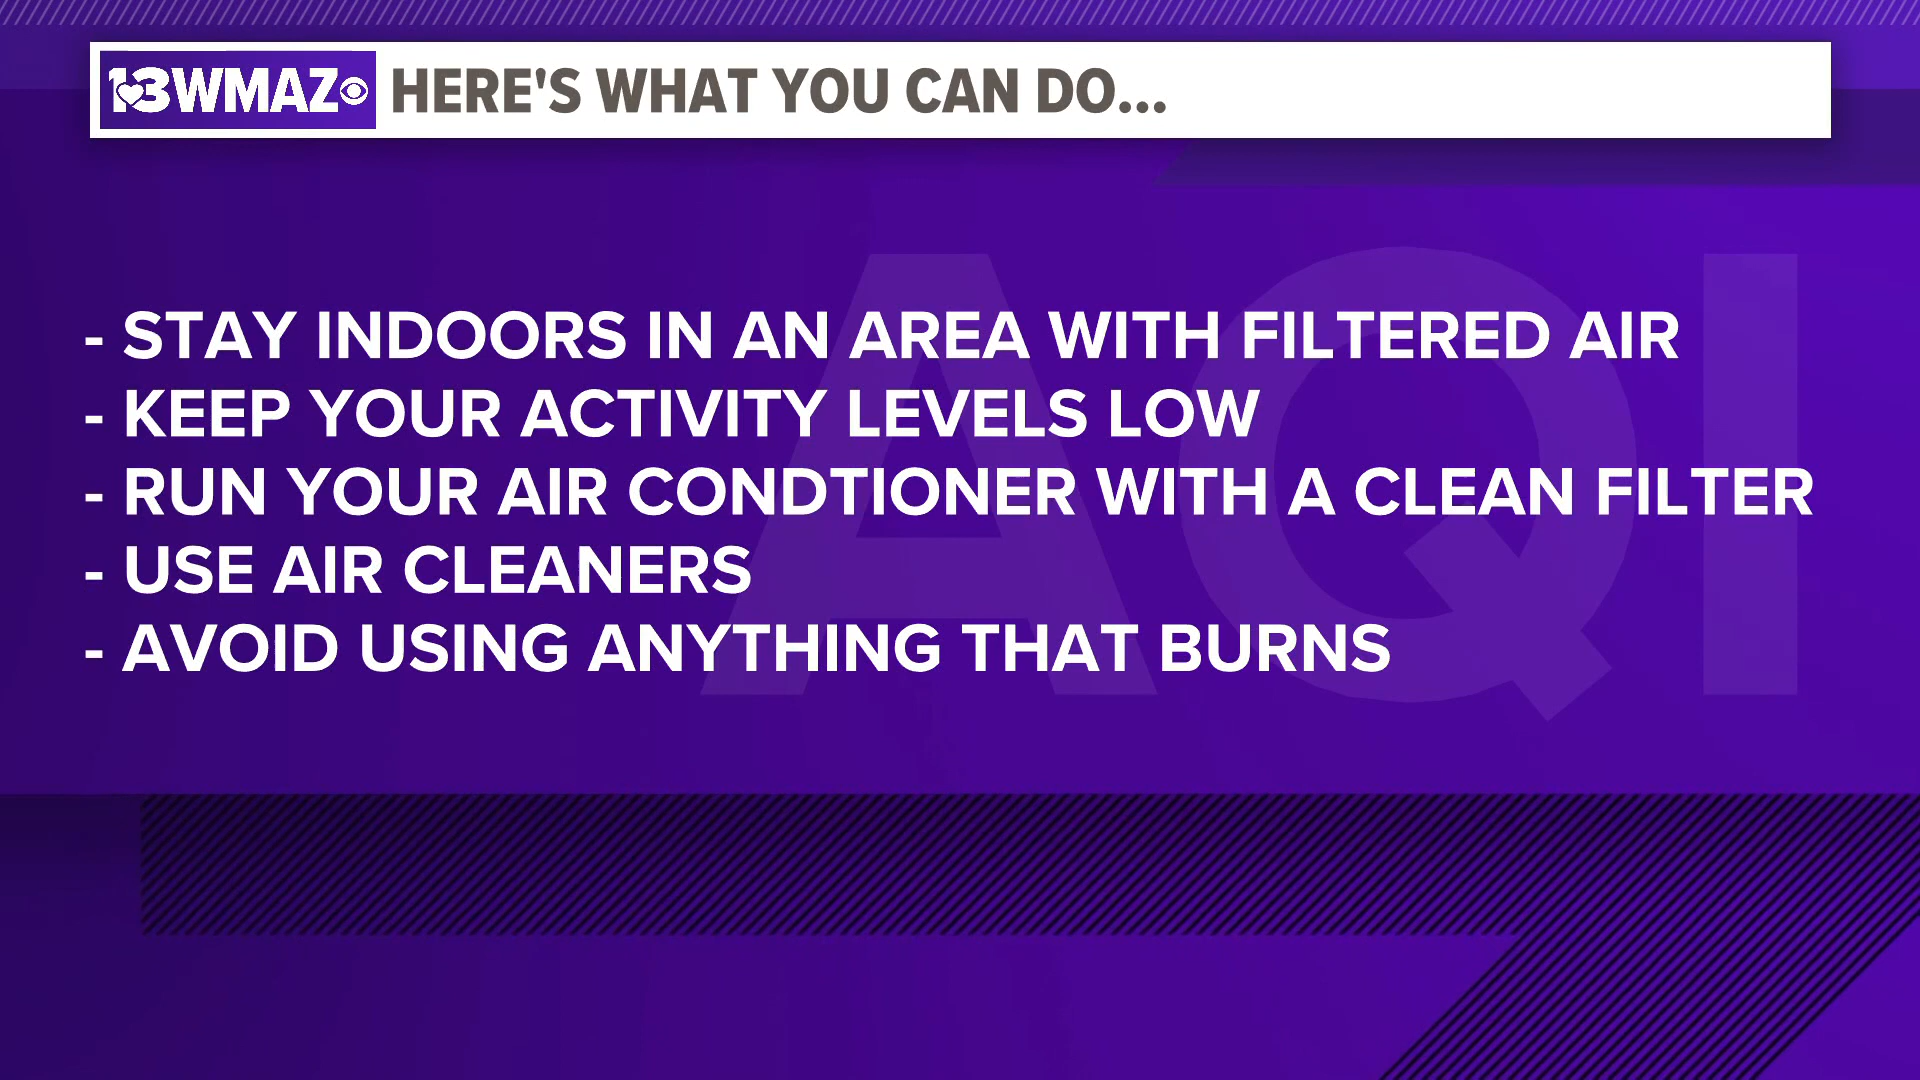 13WMAZ HERE'S WHAT YOU CAN DO...
AQI
- STAY INDOORS IN AN AREA WITH FILTERED AIR
- KEEP YOUR ACTIVITY LEVELS LOW
- RUN YOUR AIR CONDTIONER WITH A CLEAN FILTER
- USE AIR CLEANERS
- AVOID USING ANYTHING THAT BURNS